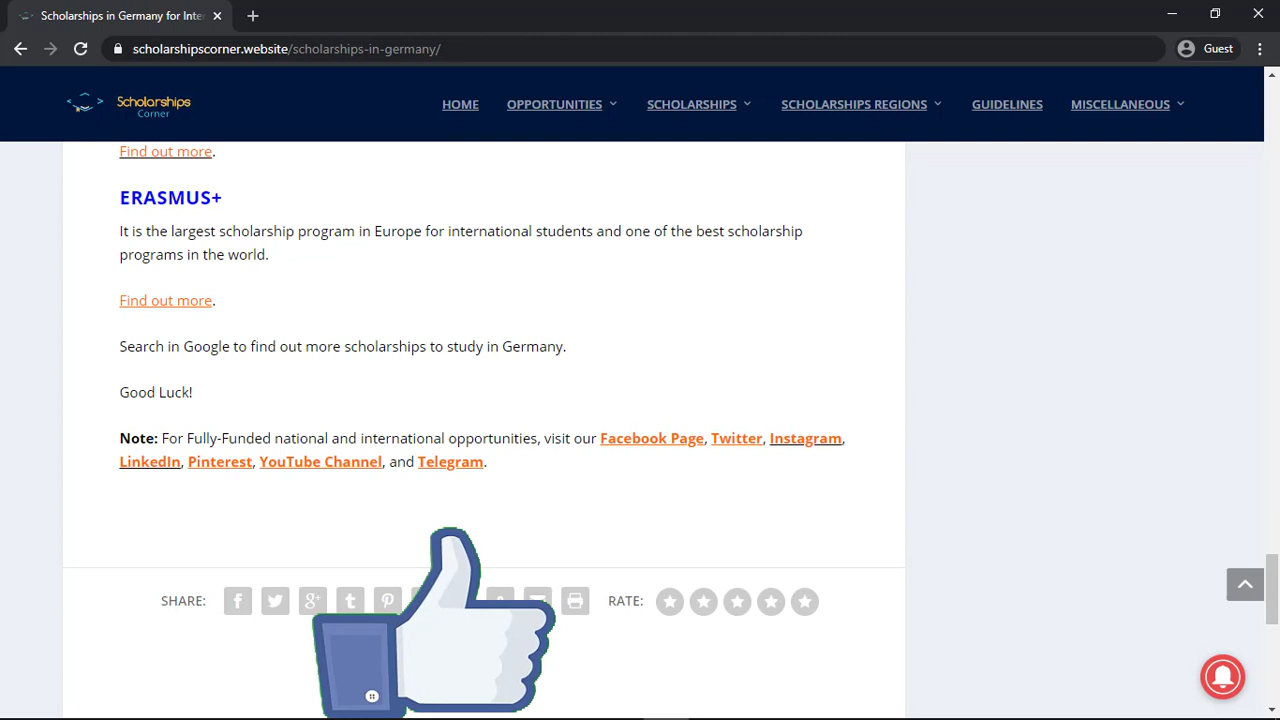 Scholarships in Germany for Inte
scholarshipscorner.website/scholarships-in-germany/
Guest
Scholarships
Corner
HOME
OPPORTUNITIES
SCHOLARSHIPS
SCHOLARSHIPS REGIONS
GUIDELINES
MISCELLANEOUS
Find out more.
ERASMUS+
It is the largest scholarship program in Europe for international students and one of the best scholarship
programs in the world.
Find out more.
Search in Google to find out more scholarships to study in Germany.
Good Luck!
Note: For Fully-Funded national and international opportunities, visit our Facebook Page, Twitter, Instagram,
LinkedIn, Pinterest, YouTube Channel, and Telegram.
SHARE:
RATE: